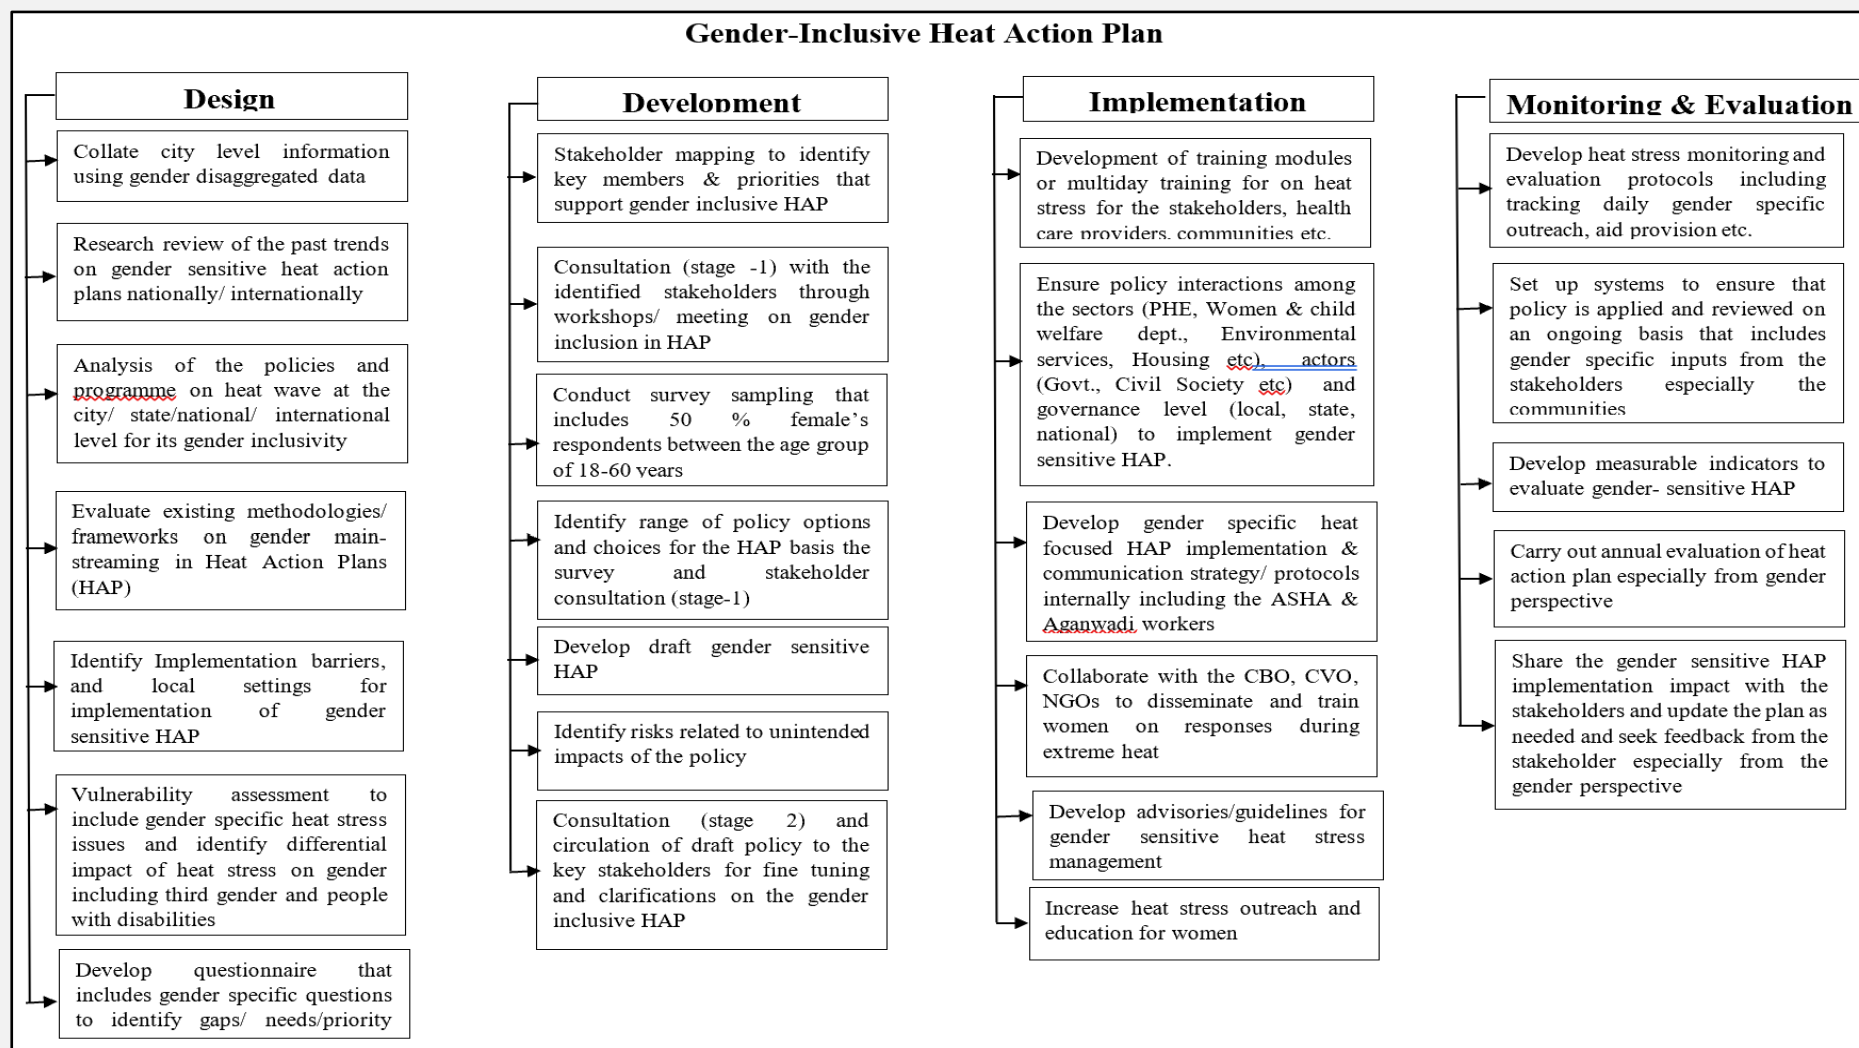 Gender-Inclusive Heat Action Plan
Design
Collate city level information
using gender disaggregated data
Research review of the past trends
on gender sensitive heat action
plans nationally/ internationally
Analysis of the policies and
programme on heat wave at the
city/ state/national/ international
level for its gender inclusivity
Evaluate existing methodologies/
frameworks on gender main-
streaming in Heat Action Plans
(HAP)
Identify Implementation barriers,
and local settings for
implementation of gender
sensitive HAP
Vulnerability assessment to
include gender specific heat stress
issues and identify differential
impact of heat stress on gender
including third gender and people
with disabilities
Develop questionnaire that
includes gender specific questions
to identify gaps/ needs/priority
Development
Stakeholder mapping to identify
key members & priorities that
support gender inclusive HAP
Consultation (stage -1) with the
identified stakeholders through
workshops/ meeting on gender
inclusion in HAP
Conduct survey sampling that
includes 50 % female's
respondents between the age group
of 18-60 years
Identify range of policy options
and choices for the HAP basis the
survey and stakeholder
consultation (stage-1)
Develop draft gender sensitive
HAP
Identify risks related to unintended
impacts of the policy
Consultation (stage 2) and
circulation of draft policy to the
key stakeholders for fine tuning
and clarifications on the gender
inclusive HAP
Implementation
Development of training modules
or multiday training for on heat
stress for the stakeholders, health
care providers, communities etc.
Ensure policy interactions among
the sectors (PHE, Women & child
welfare dept., Environmental
services, Housing etc), actors
(Govt., Civil Society etc) and
governance level (local, state,
national) to implement gender
sensitive HAP.
Develop gender specific heat
focused HAP implementation &
communication strategy/ protocols
internally including the ASHA &
Aganwadi workers
Collaborate with the CBO, CVO,
NGOs to disseminate and train
women on responses during
extreme heat
Develop advisories/guidelines for
gender sensitive heat stress
management
Increase heat stress outreach and
education for women
Monitoring & Evaluation
Develop heat stress monitoring and
evaluation protocols including
tracking daily gender specific
outreach, aid provision etc.
Set up systems to ensure that
policy is applied and reviewed on
an ongoing basis that includes
gender specific inputs from the
stakeholders especially the
communities
Develop measurable indicators to
evaluate gender- sensitive HAP
Carry out annual evaluation of heat
action plan especially from gender
perspective
Share the gender sensitive HAP
implementation impact with the
stakeholders and update the plan as
needed and seek feedback from the
stakeholder especially from the
gender perspective